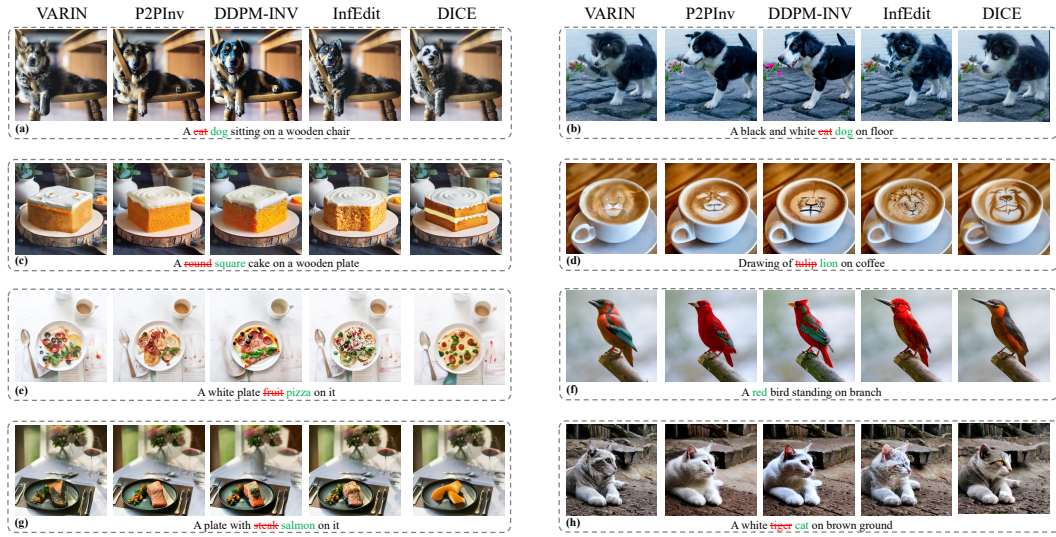 VARIN P2PInv DDPM-INV InfEdit DICE
VARIN P2PInv DDPM-INV InfEdit DICE
(a) A cat dog sitting on a wooden chair
(b) A black and white cat dog on floor
(c) A round square cake on a wooden plate
(d) Drawing of tulip lion on coffee
(e) A white plate fruit pizza on it
(f) A red bird standing on branch
(g) A plate with steak salmon on it
(h) A white tiger cat on brown ground